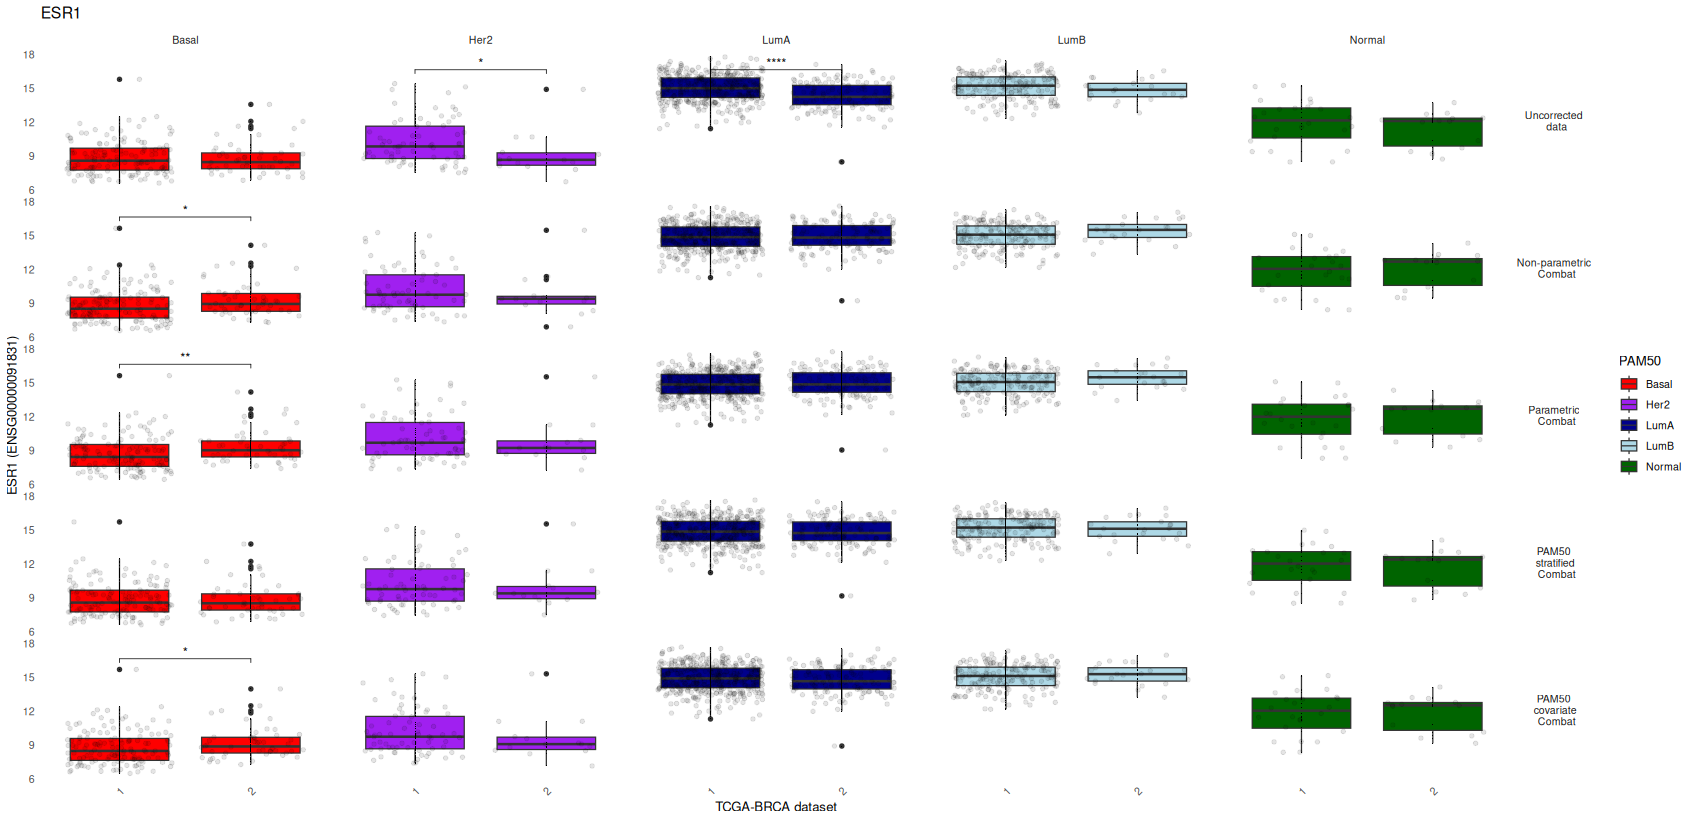 ESR1
Basal Her2 LumA LumB Normal
ESR1 (ENSG00000091831)
18
15
12
9
6
* ****
Uncorrected
data
18
15
12
9
6
*
Non-parametric
Combat
18
15
12
9
6
**
Parametric
Combat
18
15
12
9
6
PAM50
stratified
Combat
18
15
12
9
6
*
PAM50
covariate
Combat
1 2 1 2 1 2 1 2 1 2
TCGA-BRCA dataset
PAM50
Basal
Her2
LumA
LumB
Normal